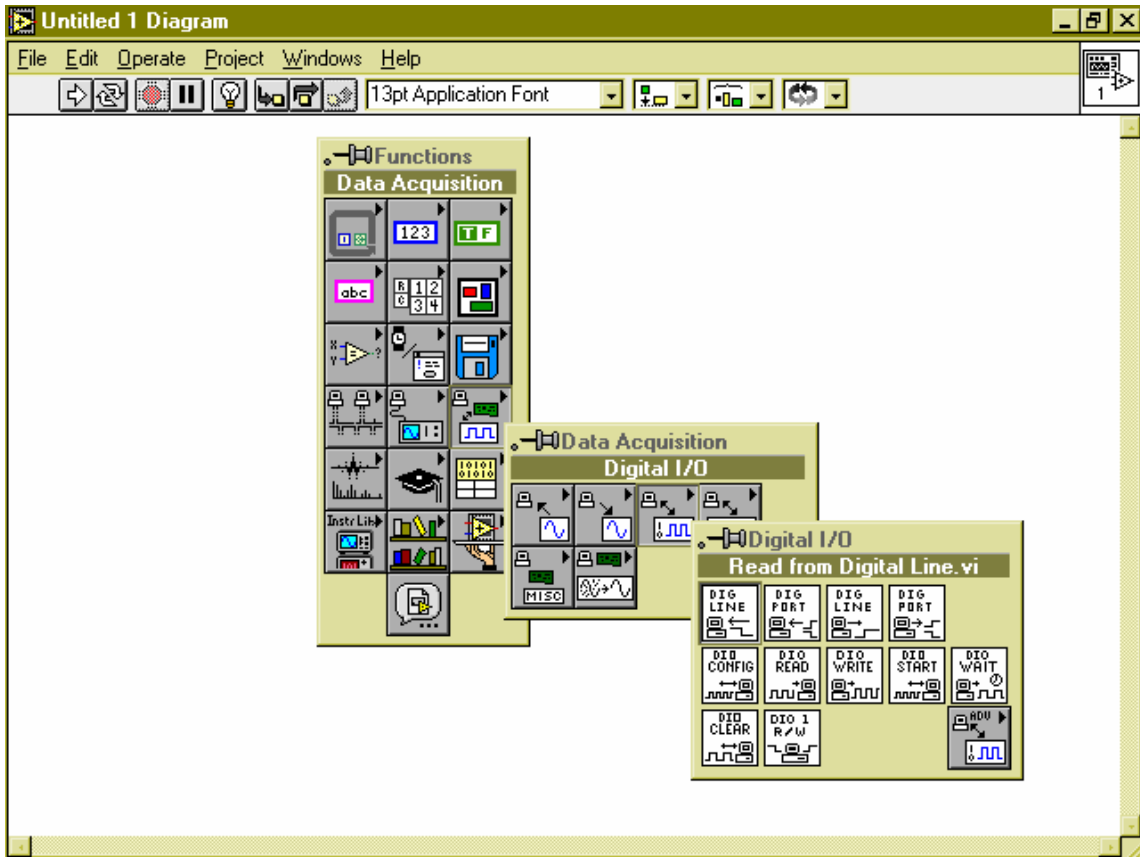 Untitled 1 Diagram
File Edit Operate Project Windows Help
13pt Application Font
1
Functions
Data Acquisition
123
T F
abc
R 1 2
C 3 4
X
Y
?
10101
01010
Instr Lib
Data Acquisition
Digital I/O
MISC
Digital I/O
Read from Digital Line.vi
DIG LINE
DIG PORT
DIG LINE
DIG PORT
DIO CONFIG
DIO READ
DIO WRITE
DIO START
DIO WAIT
DIO CLEAR
DIO 1 R/W
ADV